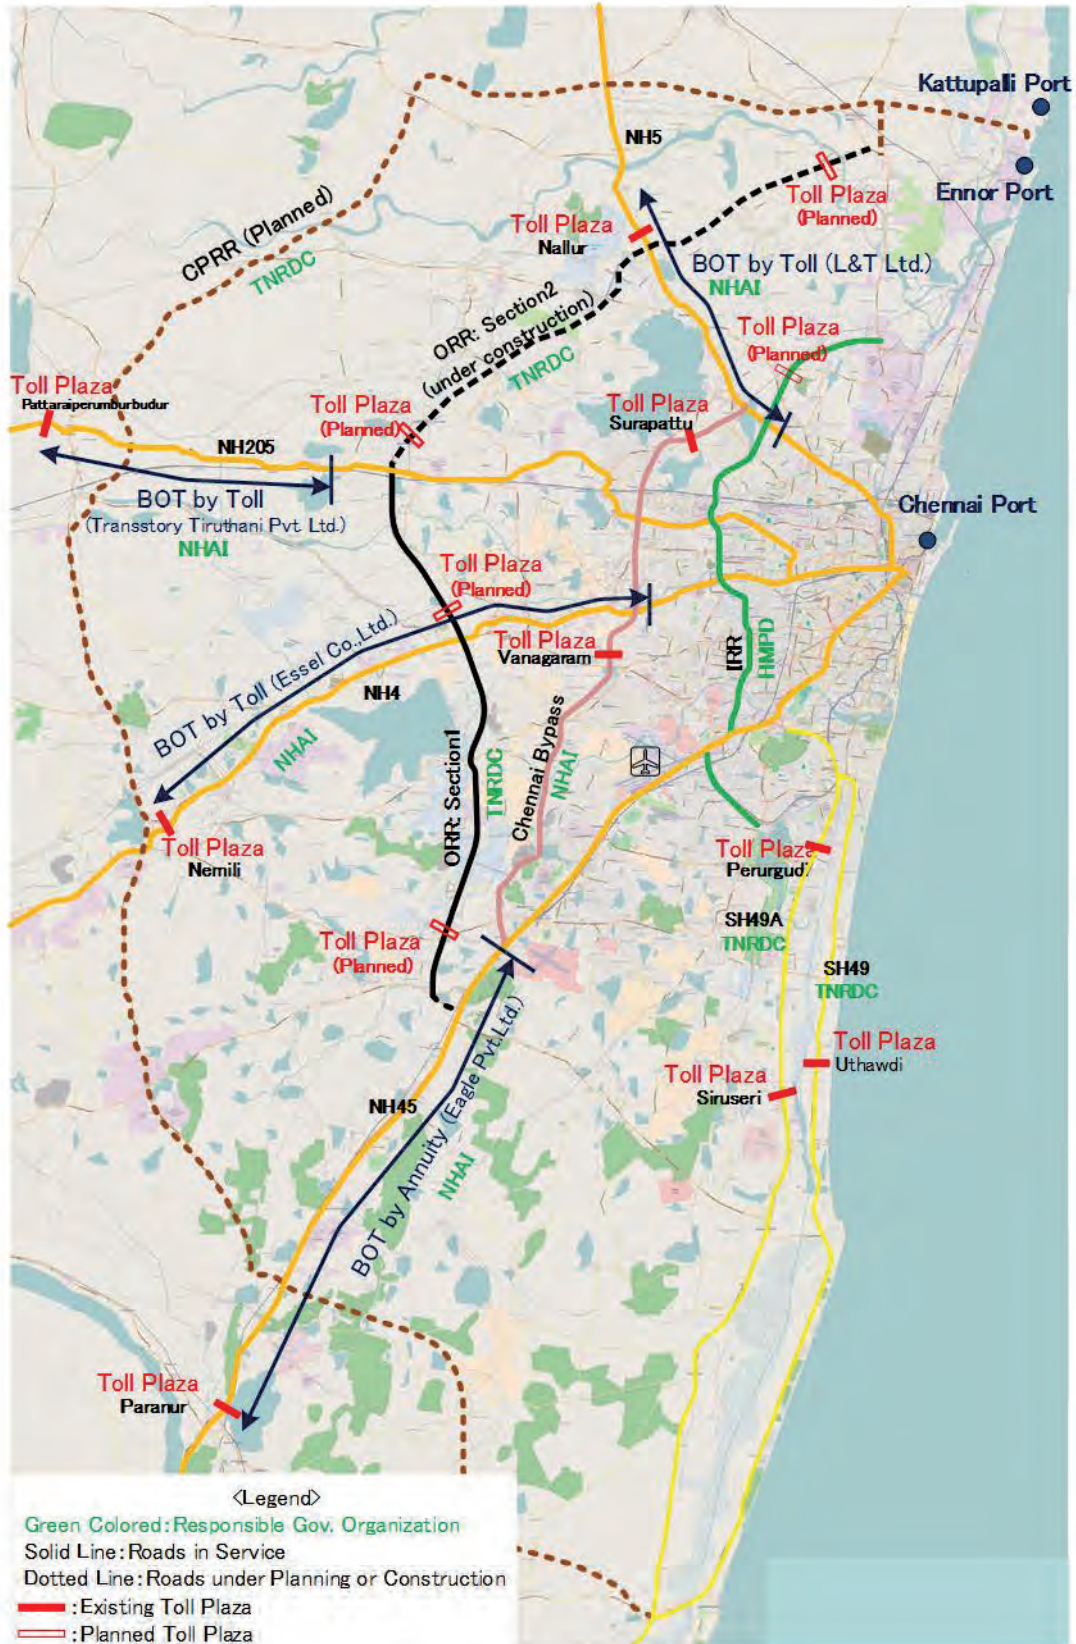 Kattupalli Port
NH5
Ennor Port
Toll Plaza
(Planned)
Toll Plaza
Nallur
CPRR (Planned)
TNRDC
BOT by Toll (L&T Ltd.)
NHAI
ORR: Section2
(under construction)
TNRDC
Toll Plaza
(Planned)
Toll Plaza
Pattaraiperumburbudur
Toll Plaza
(Planned)
Toll Plaza
Surapattu
NH205
BOT by Toll
(Transstory Tiruthani Pvt. Ltd.)
NHAI
Chennai Port
Toll Plaza
(Planned)
BOT by Toll (Essel Co.,Ltd.)
NHAI
Toll Plaza
Vanagaram
IRR
HMPD
NH4
ORR: Section1
TNRDC
Chennai Bypass
NHAI
Toll Plaza
Nemili
Toll Plaza
Perurgudi
SH49A
TNRDC
Toll Plaza
(Planned)
SH49
TNRDC
Toll Plaza
Uthawdi
Toll Plaza
Siruseri
NH45
BOT by Annuity (Eagle Pvt.Ltd.)
NHAI
Toll Plaza
Paranur
<Legend>
Green Colored:Responsible Gov. Organization
Solid Line:Roads in Service
Dotted Line:Roads under Planning or Construction
:Existing Toll Plaza
:Planned Toll Plaza